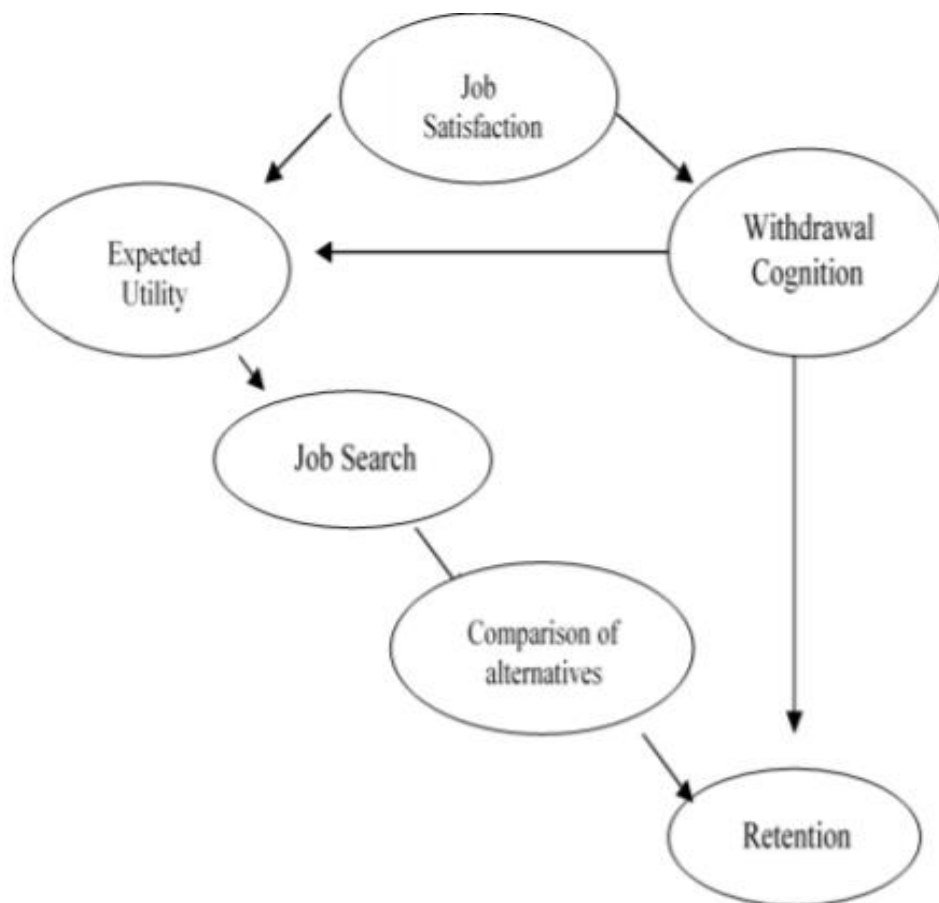 Job
Satisfaction
Expected
Utility
Withdrawal
Cognition
Job Search
Comparison of
alternatives
Retention